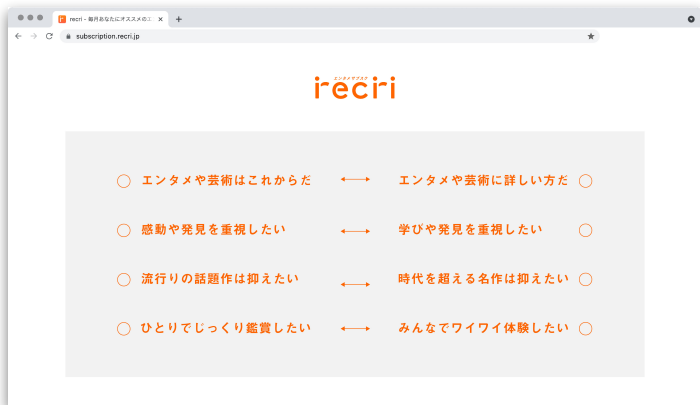 recri - 毎月あなたにオススメのエ
subscription.recri.jp
エンタメサブスク
recri
エンタメや芸術はこれからだ
エンタメや芸術に詳しい方だ
感動や発見を重視したい
学びや発見を重視したい
流行りの話題作は抑えたい
時代を超える名作は抑えたい
ひとりでじっくり鑑賞したい
みんなでワイワイ体験したい